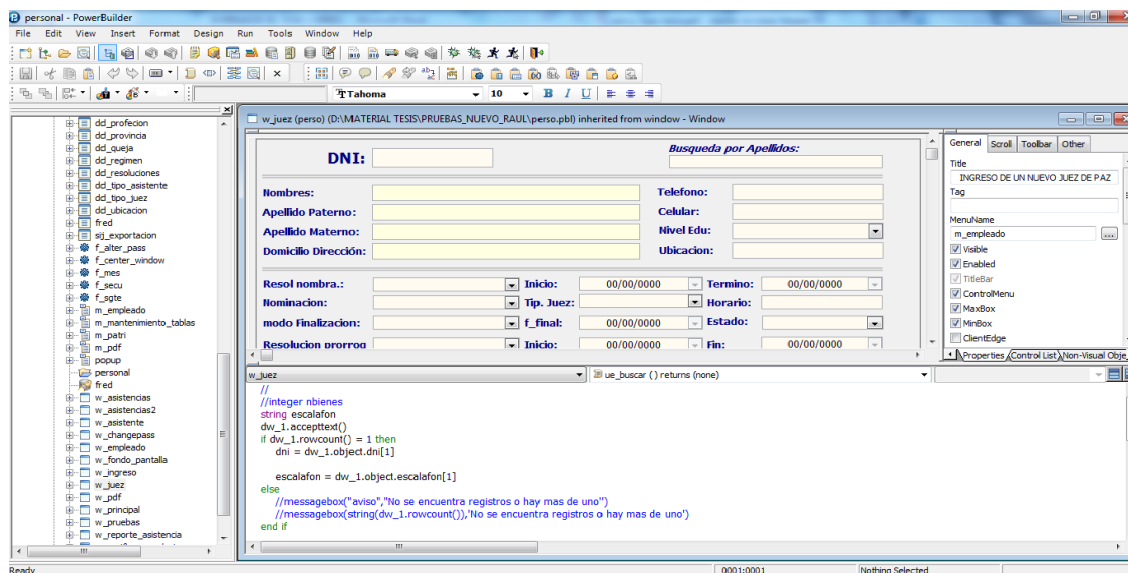 personal - PowerBuilder
File Edit View Insert Format Design Run Tools Window Help
Tahoma 10 B I U
dd_profecion
dd_provincia
dd_queja
dd_regimen
dd_resoluciones
dd_tipo_asistente
dd_tipo_juez
dd_ubicacion
fred
sij_exportacion
f_alter_pass
f_center_window
f_mes
f_secu
f_sgte
m_empleado
m_mantenimiento_tablas
m_patri
m_pdf
popup
personal
fred
w_asistencias
w_asistencias2
w_asistente
w_changepass
w_empleado
w_fondo_pantalla
w_ingreso
w_juez
w_pdf
w_principal
w_pruebas
w_reporte_asistencia
w_juez (perso) (D:\MATERIAL TESIS\PRUEBAS_NUEVO_RAUL\perso.pbl) inherited from window - Window
DNI: Busqueda por Apellidos:
Nombres: Telefono:
Apellido Paterno: Celular:
Apellido Materno: Nivel Edu:
Domicilio Dirección: Ubicacion:
Resol nombra.: Inicio: 00/00/0000 Termino: 00/00/0000
Nominacion: Tip. Juez: Horario:
modo Finalizacion: f_final: 00/00/0000 Estado:
Resolucion prorrog Inicio: 00/00/0000 Fin: 00/00/0000
General Scroll Toolbar Other
Title
INGRESO DE UN NUEVO JUEZ DE PAZ
Tag
MenuName
m_empleado ...
Visible
Enabled
TitleBar
ControlMenu
MaxBox
MinBox
ClientEdge
Properties Control List Non-Visual Obje
w_juez ue_buscar ( ) returns (none)
//
//integer nbienes
string escalafon
dw_1.accepttext()
if dw_1.rowcount() = 1 then
dni = dw_1.object.dni[1]
escalafon = dw_1.object.escalafon[1]
else
//messagebox("aviso","No se encuentra registros o hay mas de uno")
//messagebox(string(dw_1.rowcount()),'No se encuentra registros o hay mas de uno')
end if
Ready 0001:0001 Nothing Selected